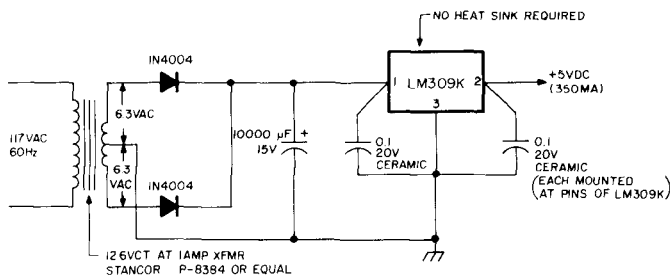 NO HEAT SINK REQUIRED
IN4004
1
LM309K
2
3
+5VDC
(350MA)
6.3VAC
117VAC
60Hz
10000 µF +
15V
0.1
20V
CERAMIC
0.1
20V
CERAMIC
(EACH MOUNTED
AT PINS OF LM309K)
6.3
VAC
IN4004
12.6VCT AT 1AMP XFMR
STANCOR P-8384 OR EQUAL